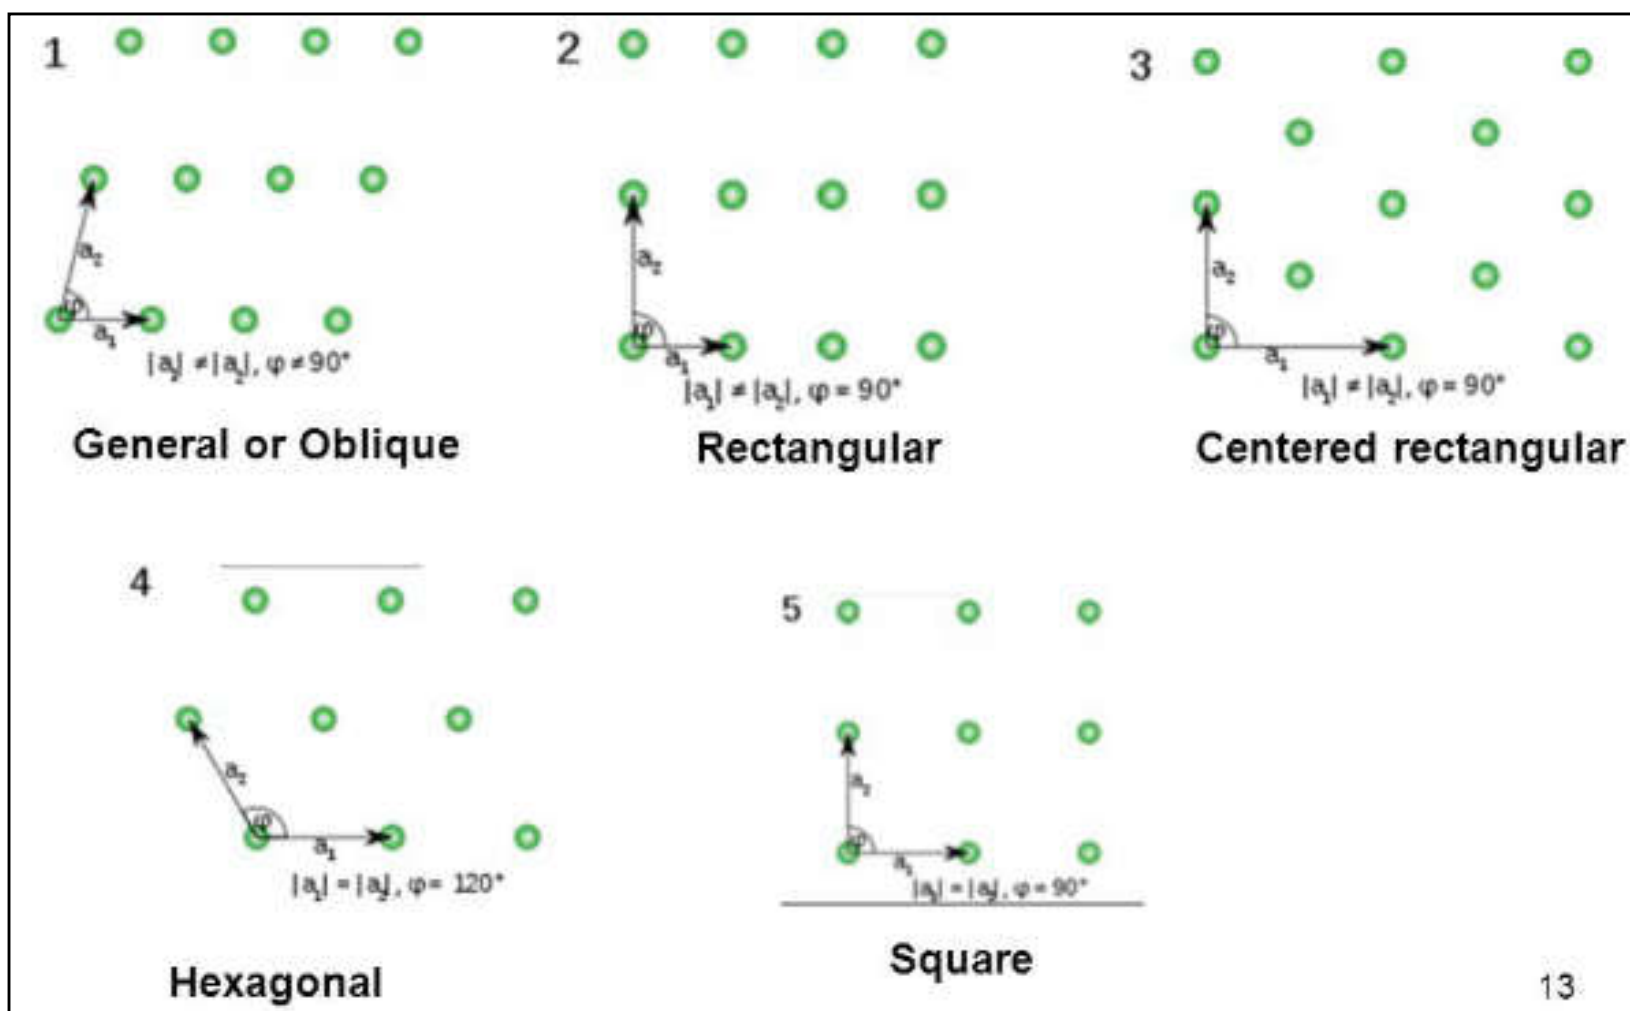 1
2
3
a₂
φ
a₁
|a₁| ≠ |a₂|, φ ≠ 90°
General or Oblique
a₂
φ
a₁
|a₁| ≠ |a₂|, φ = 90°
Rectangular
a₂
φ
a₁
|a₁| ≠ |a₂|, φ = 90°
Centered rectangular
4
5
a₂
φ
a₁
|a₁| = |a₂|, φ = 120°
Hexagonal
a₂
φ
a₁
|a₁| = |a₂|, φ = 90°
Square
13